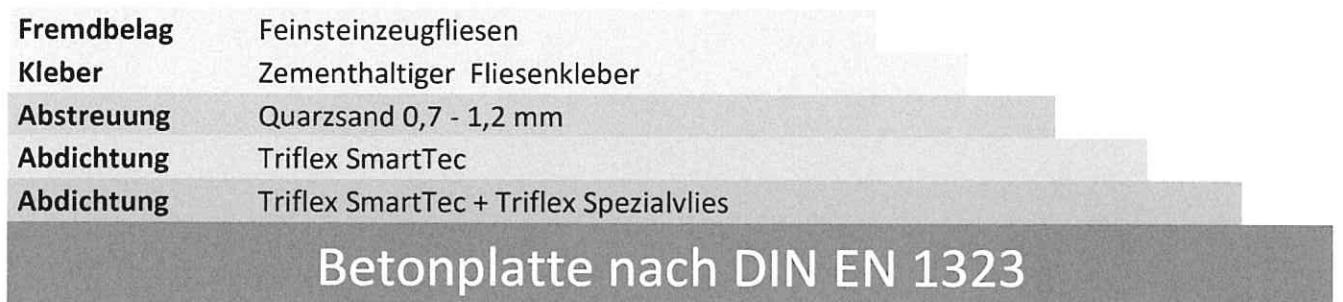 Fremdbelag Feinsteinzeugfliesen
Kleber Zementhaltiger Fliesenkleber
Abstreuung Quarzsand 0,7 - 1,2 mm
Abdichtung Triflex SmartTec
Abdichtung Triflex SmartTec + Triflex Spezialvlies
Betonplatte nach DIN EN 1323